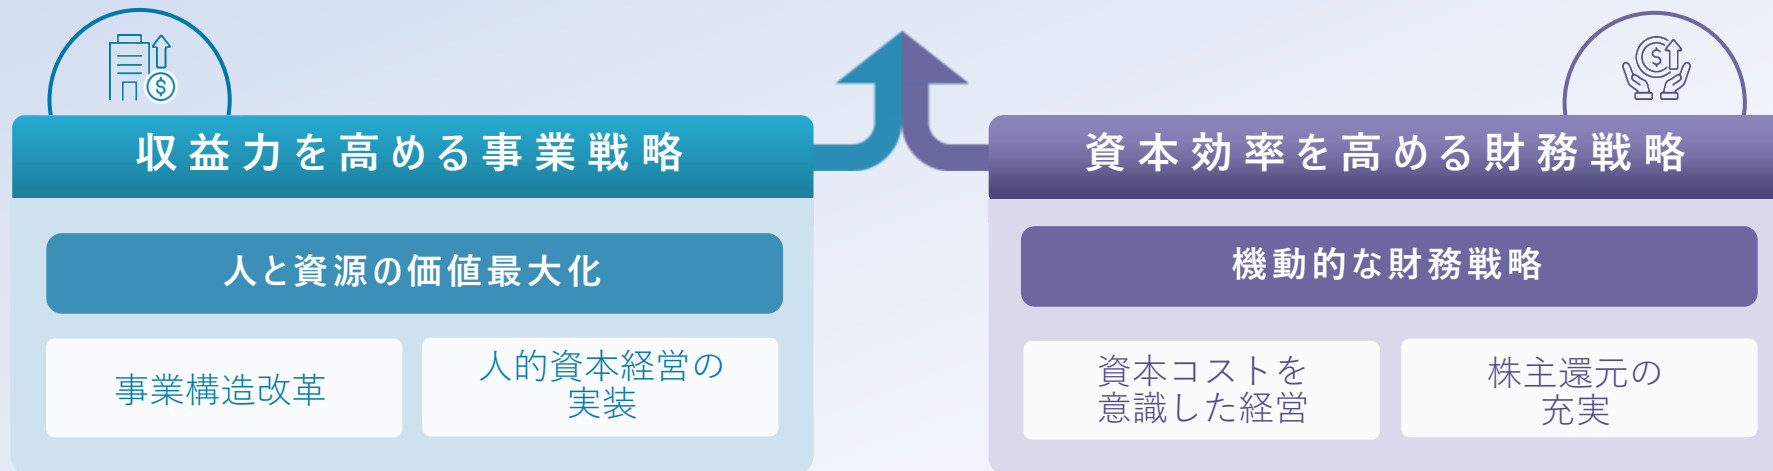 収益力を高める事業戦略
人と資源の価値最大化
事業構造改革
人的資本経営の
実装
資本効率を高める財務戦略
機動的な財務戦略
資本コストを
意識した経営
株主還元の
充実